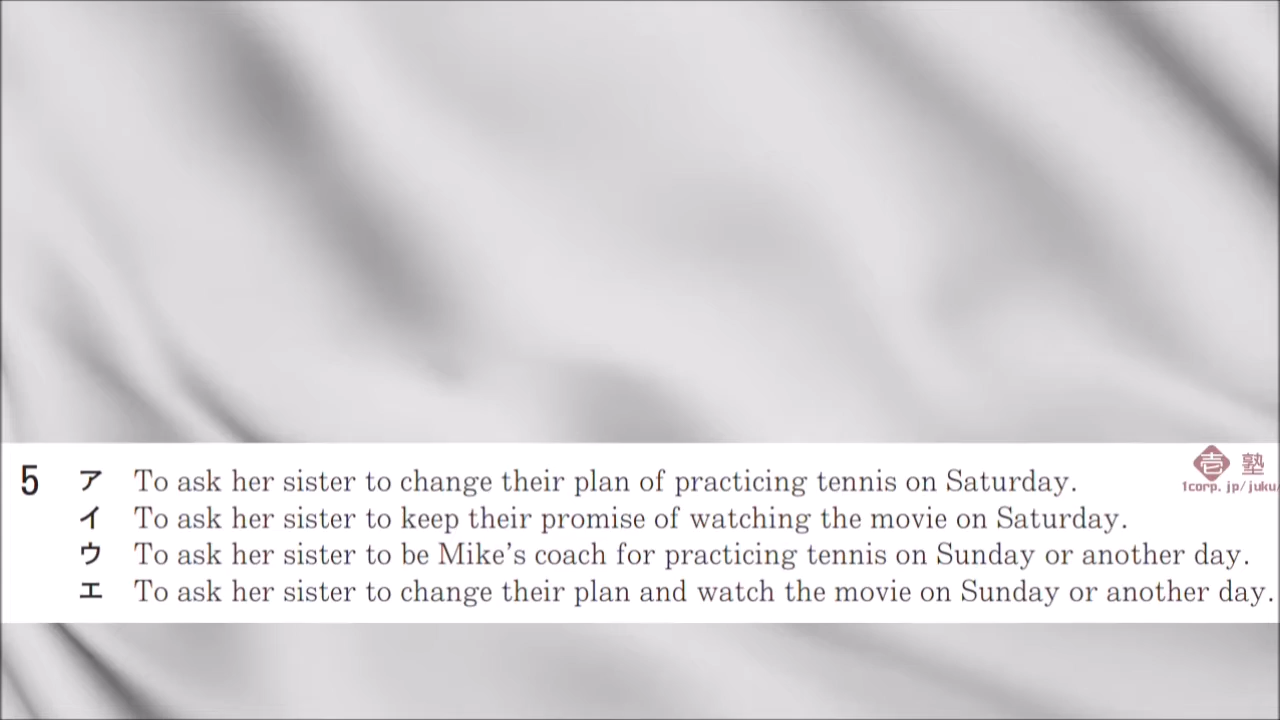 5 ア To ask her sister to change their plan of practicing tennis on Saturday.
イ To ask her sister to keep their promise of watching the movie on Saturday.
ウ To ask her sister to be Mike's coach for practicing tennis on Sunday or another day.
エ To ask her sister to change their plan and watch the movie on Sunday or another day.
壱 塾
1corp.jp/juku/